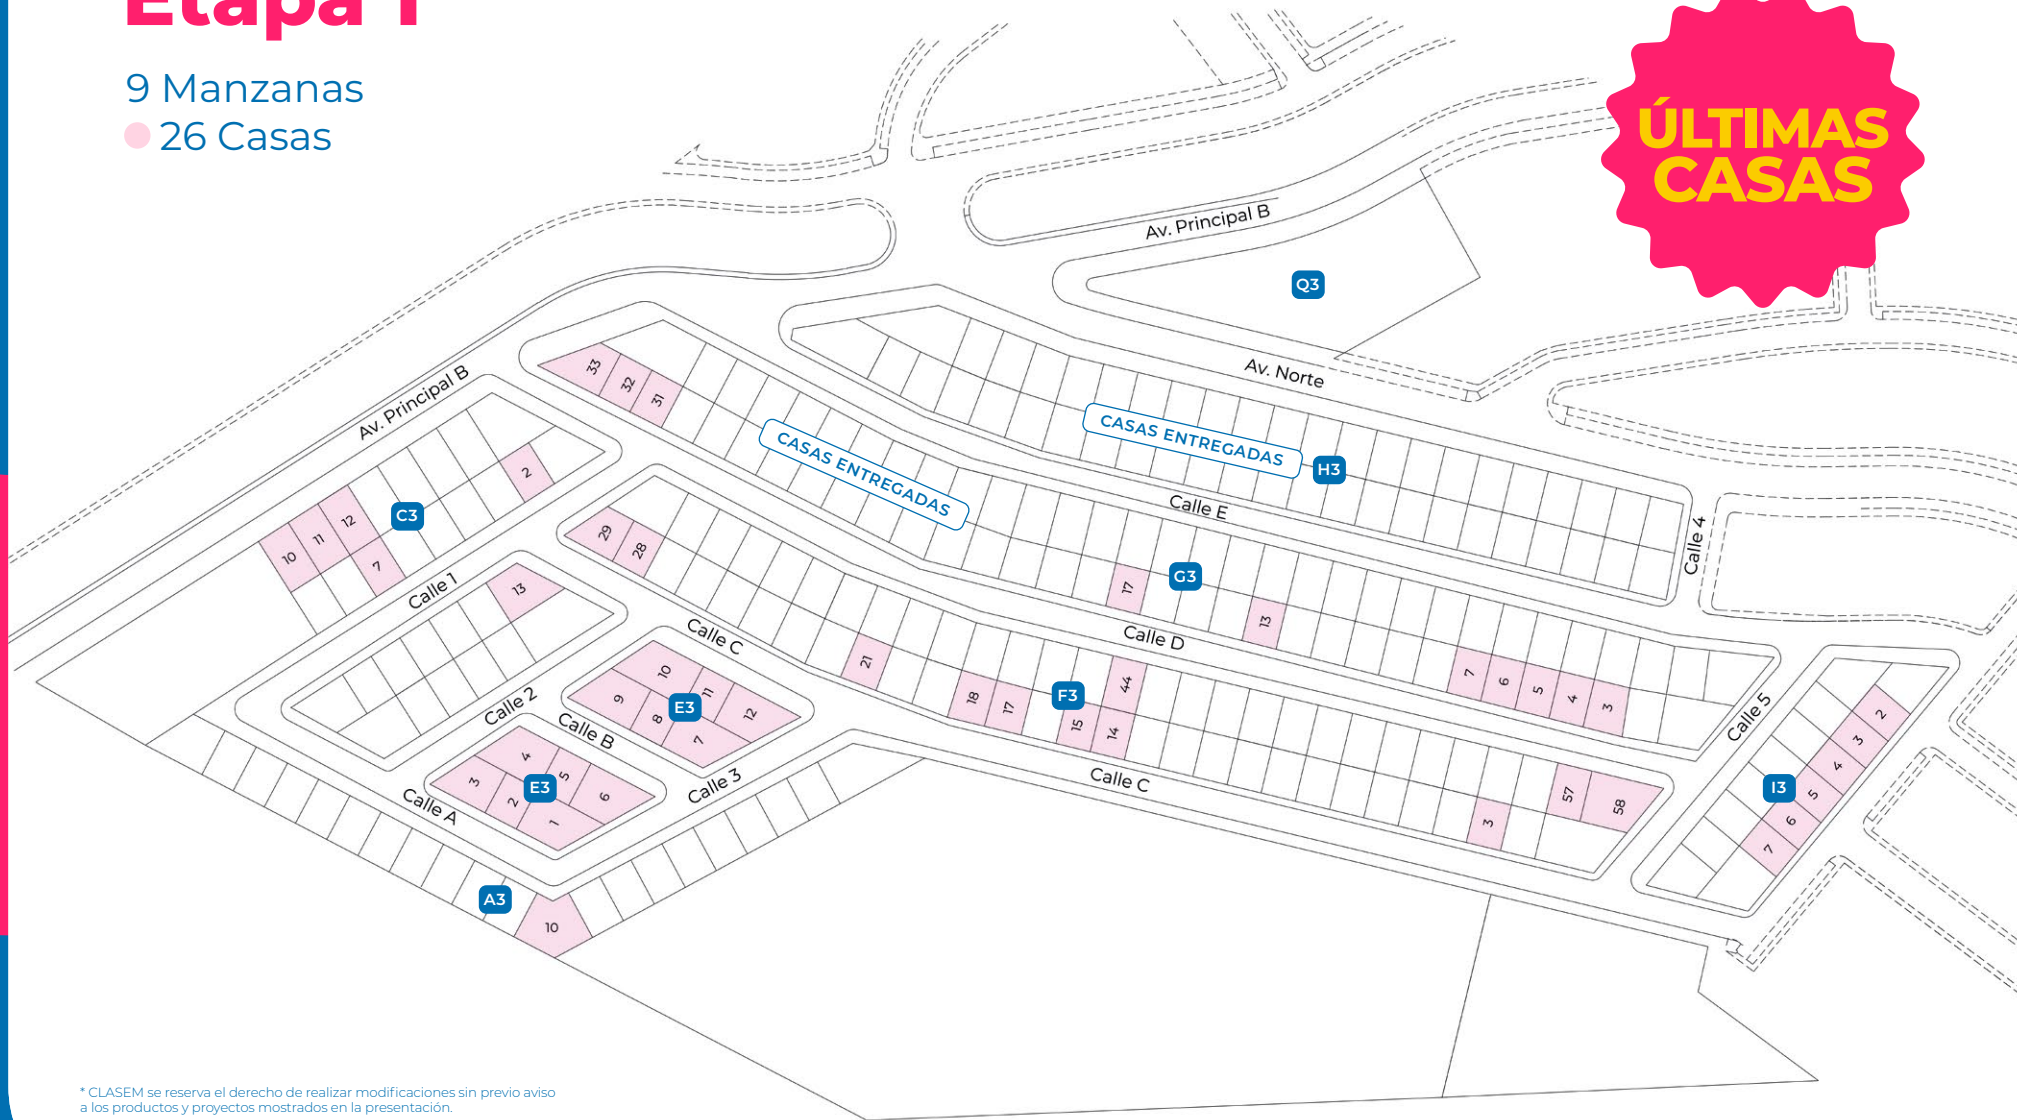 Etapa 1
9 Manzanas
26 Casas
ÚLTIMAS
CASAS
Av. Principal B
Q3
Av. Norte
Av. Principal B
33
32
31
CASAS ENTREGADAS
CASAS ENTREGADAS
H3
Calle E
Calle 4
2
C3
12
11
10
7
29
28
G3
17
13
Calle 1
13
Calle C
Calle D
21
7
6
5
4
3
10
11
9
E3
8
12
7
18
17
F3
44
15
14
Calle 2
Calle B
Calle 5
2
3
4
5
6
7
I3
4
5
3
E3
2
6
1
Calle 3
Calle C
57
58
3
Calle A
A3
10
* CLASEM se reserva el derecho de realizar modificaciones sin previo aviso
a los productos y proyectos mostrados en la presentación.